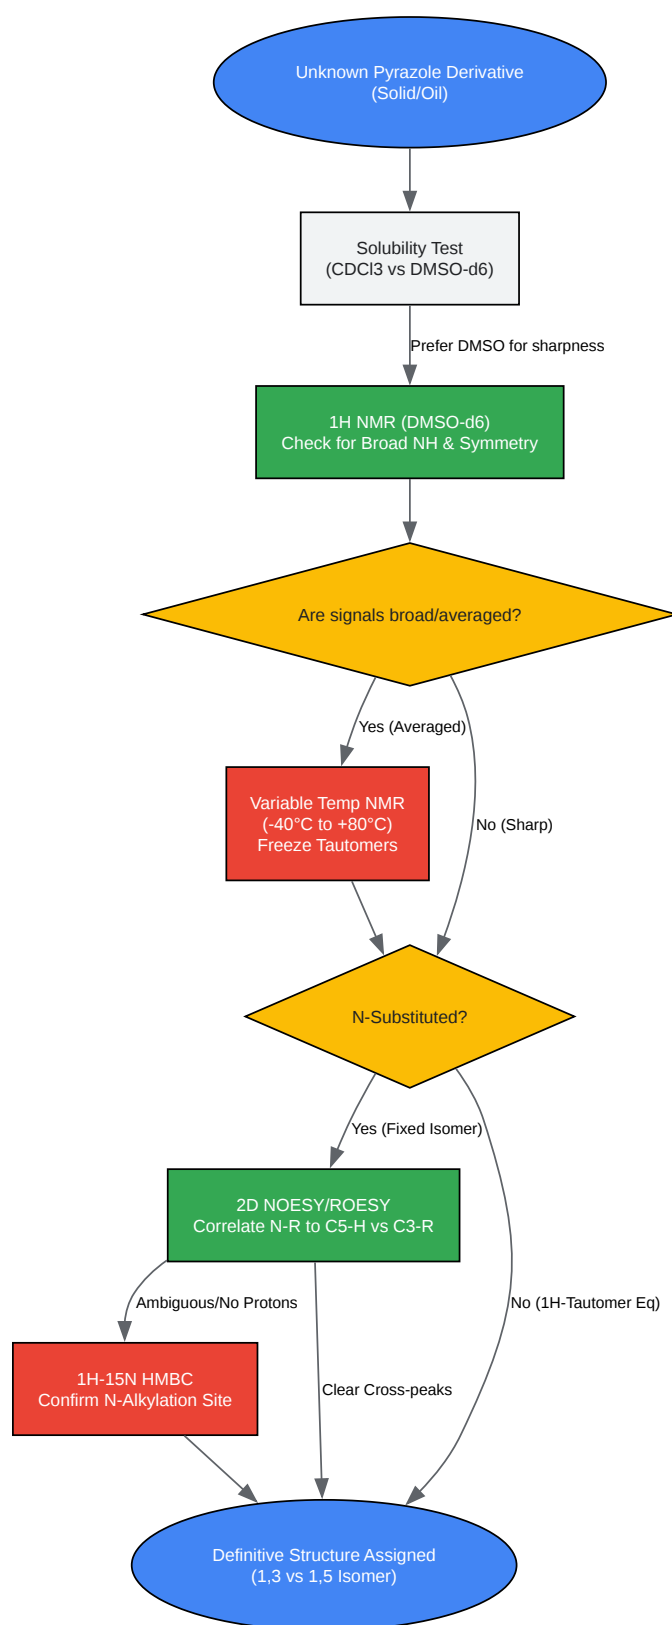 Unknown Pyrazole Derivative
(Solid/Oil)
Solubility Test
(CDCl3 vs DMSO-d6)
Prefer DMSO for sharpness
1H NMR (DMSO-d6)
Check for Broad NH & Symmetry
Are signals broad/averaged?
Yes (Averaged)
Variable Temp NMR
(-40°C to +80°C)
Freeze Tautomers
No (Sharp)
N-Substituted?
Yes (Fixed Isomer)
2D NOESY/ROESY
Correlate N-R to C5-H vs C3-R
Ambiguous/No Protons
No (1H-Tautomer Eq)
1H-15N HMBC
Confirm N-Alkylation Site
Clear Cross-peaks
Definitive Structure Assigned
(1,3 vs 1,5 Isomer)